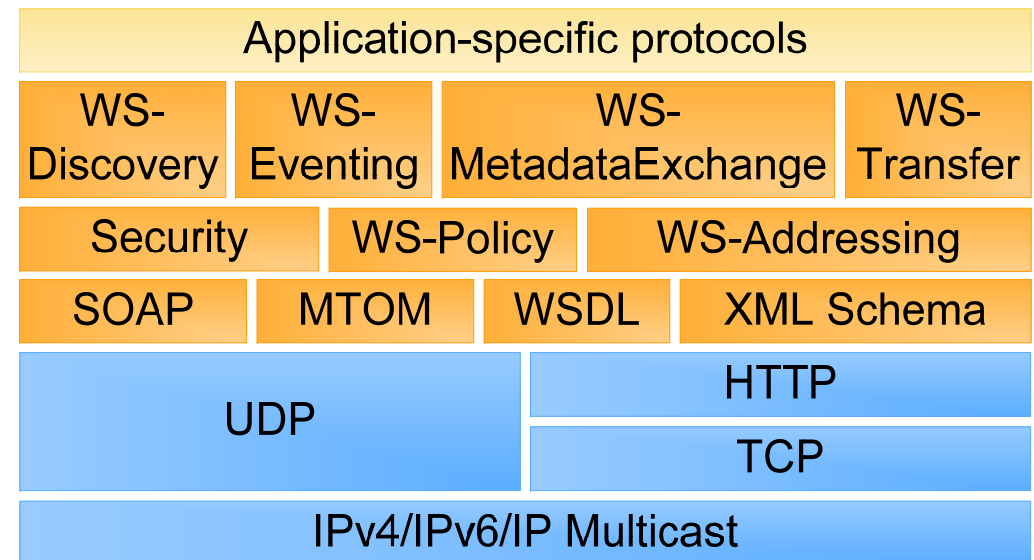 Application-specific protocols
WS-
Discovery
WS-
Eventing
WS-
MetadataExchange
WS-
Transfer
Security
WS-Policy
WS-Addressing
SOAP
MTOM
WSDL
XML Schema
UDP
HTTP
TCP
IPv4/IPv6/IP Multicast